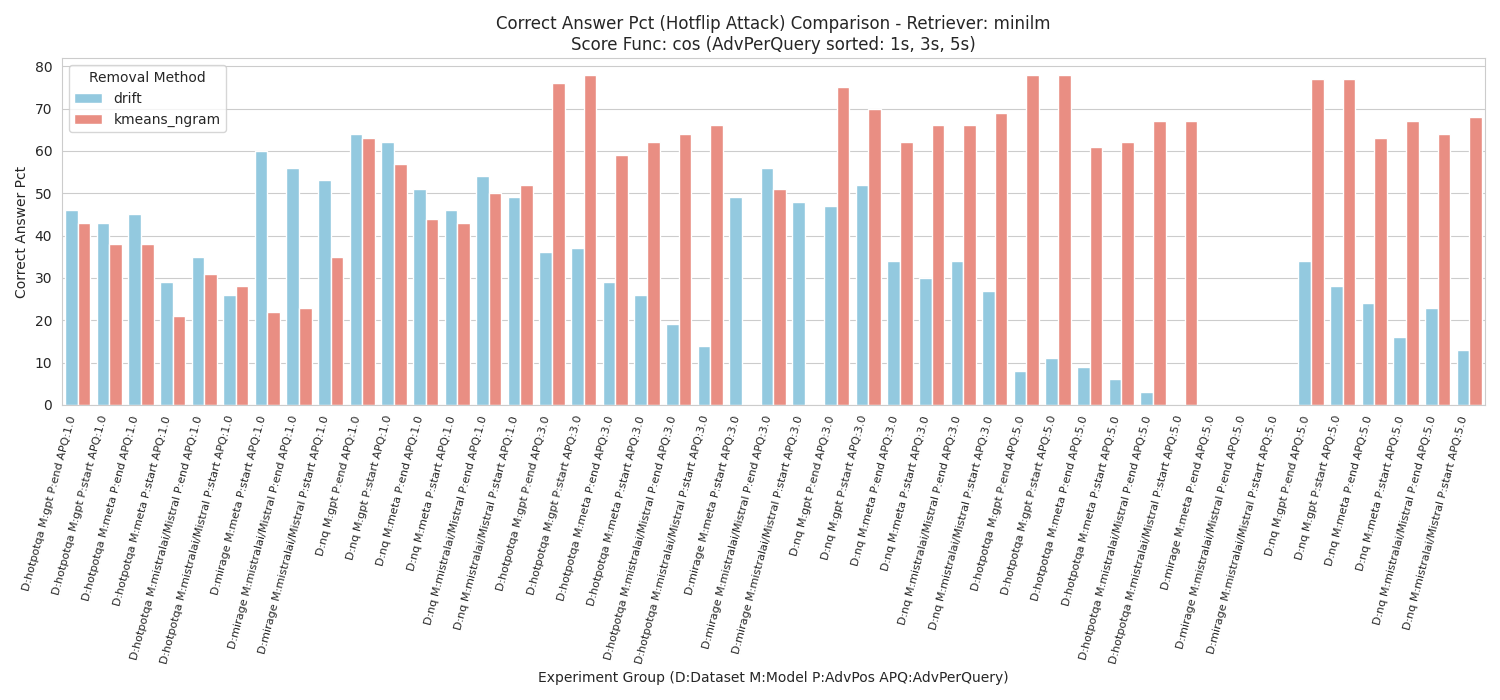 Correct Answer Pct (Hotflip Attack) Comparison - Retriever: minilm
Score Func: cos (AdvPerQuery sorted: 1s, 3s, 5s)
Removal Method
drift
kmeans_ngram
Correct Answer Pct
80
70
60
50
40
30
20
10
0
D:hotpotqa M:gpt P:end APQ:1.0
D:hotpotqa M:gpt P:start APQ:1.0
D:hotpotqa M:meta P:end APQ:1.0
D:hotpotqa M:meta P:start APQ:1.0
D:hotpotqa M:mistralai/Mistral P:end APQ:1.0
D:hotpotqa M:mistralai/Mistral P:start APQ:1.0
D:mirage M:meta P:start APQ:1.0
D:mirage M:mistralai/Mistral P:end APQ:1.0
D:mirage M:mistralai/Mistral P:start APQ:1.0
D:nq M:gpt P:end APQ:1.0
D:nq M:gpt P:start APQ:1.0
D:nq M:meta P:end APQ:1.0
D:nq M:meta P:start APQ:1.0
D:nq M:mistralai/Mistral P:end APQ:1.0
D:nq M:mistralai/Mistral P:start APQ:1.0
D:hotpotqa M:gpt P:end APQ:3.0
D:hotpotqa M:gpt P:start APQ:3.0
D:hotpotqa M:meta P:end APQ:3.0
D:hotpotqa M:meta P:start APQ:3.0
D:hotpotqa M:mistralai/Mistral P:end APQ:3.0
D:hotpotqa M:mistralai/Mistral P:start APQ:3.0
D:mirage M:meta P:start APQ:3.0
D:mirage M:mistralai/Mistral P:end APQ:3.0
D:mirage M:mistralai/Mistral P:start APQ:3.0
D:nq M:gpt P:end APQ:3.0
D:nq M:gpt P:start APQ:3.0
D:nq M:meta P:end APQ:3.0
D:nq M:meta P:start APQ:3.0
D:nq M:mistralai/Mistral P:end APQ:3.0
D:nq M:mistralai/Mistral P:start APQ:3.0
D:hotpotqa M:gpt P:end APQ:5.0
D:hotpotqa M:gpt P:start APQ:5.0
D:hotpotqa M:meta P:end APQ:5.0
D:hotpotqa M:meta P:start APQ:5.0
D:hotpotqa M:mistralai/Mistral P:end APQ:5.0
D:hotpotqa M:mistralai/Mistral P:start APQ:5.0
D:mirage M:meta P:end APQ:5.0
D:mirage M:mistralai/Mistral P:end APQ:5.0
D:mirage M:mistralai/Mistral P:start APQ:5.0
D:nq M:gpt P:end APQ:5.0
D:nq M:gpt P:start APQ:5.0
D:nq M:meta P:end APQ:5.0
D:nq M:meta P:start APQ:5.0
D:nq M:mistralai/Mistral P:end APQ:5.0
D:nq M:mistralai/Mistral P:start APQ:5.0
Experiment Group (D:Dataset M:Model P:AdvPos APQ:AdvPerQuery)